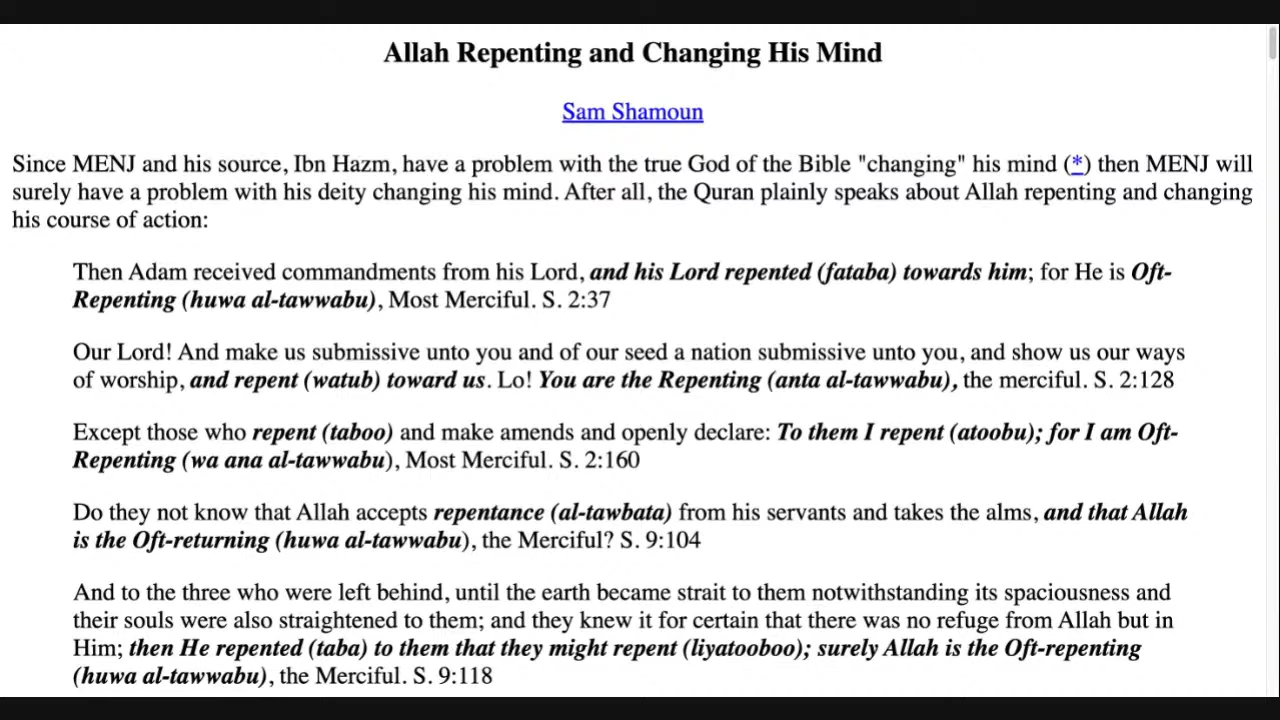 Allah Repenting and Changing His Mind
Sam Shamoun
Since MENJ and his source, Ibn Hazm, have a problem with the true God of the Bible "changing" his mind (*) then MENJ will
surely have a problem with his deity changing his mind. After all, the Quran plainly speaks about Allah repenting and changing
his course of action:
Then Adam received commandments from his Lord, and his Lord repented (fataba) towards him; for He is Oft-
Repenting (huwa al-tawwabu), Most Merciful. S. 2:37
Our Lord! And make us submissive unto you and of our seed a nation submissive unto you, and show us our ways
of worship, and repent (watub) toward us. Lo! You are the Repenting (anta al-tawwabu), the merciful. S. 2:128
Except those who repent (taboo) and make amends and openly declare: To them I repent (atoobu); for I am Oft-
Repenting (wa ana al-tawwabu), Most Merciful. S. 2:160
Do they not know that Allah accepts repentance (al-tawbata) from his servants and takes the alms, and that Allah
is the Oft-returning (huwa al-tawwabu), the Merciful? S. 9:104
And to the three who were left behind, until the earth became strait to them notwithstanding its spaciousness and
their souls were also straightened to them; and they knew it for certain that there was no refuge from Allah but in
Him; then He repented (taba) to them that they might repent (liyatooboo); surely Allah is the Oft-repenting
(huwa al-tawwabu), the Merciful. S. 9:118